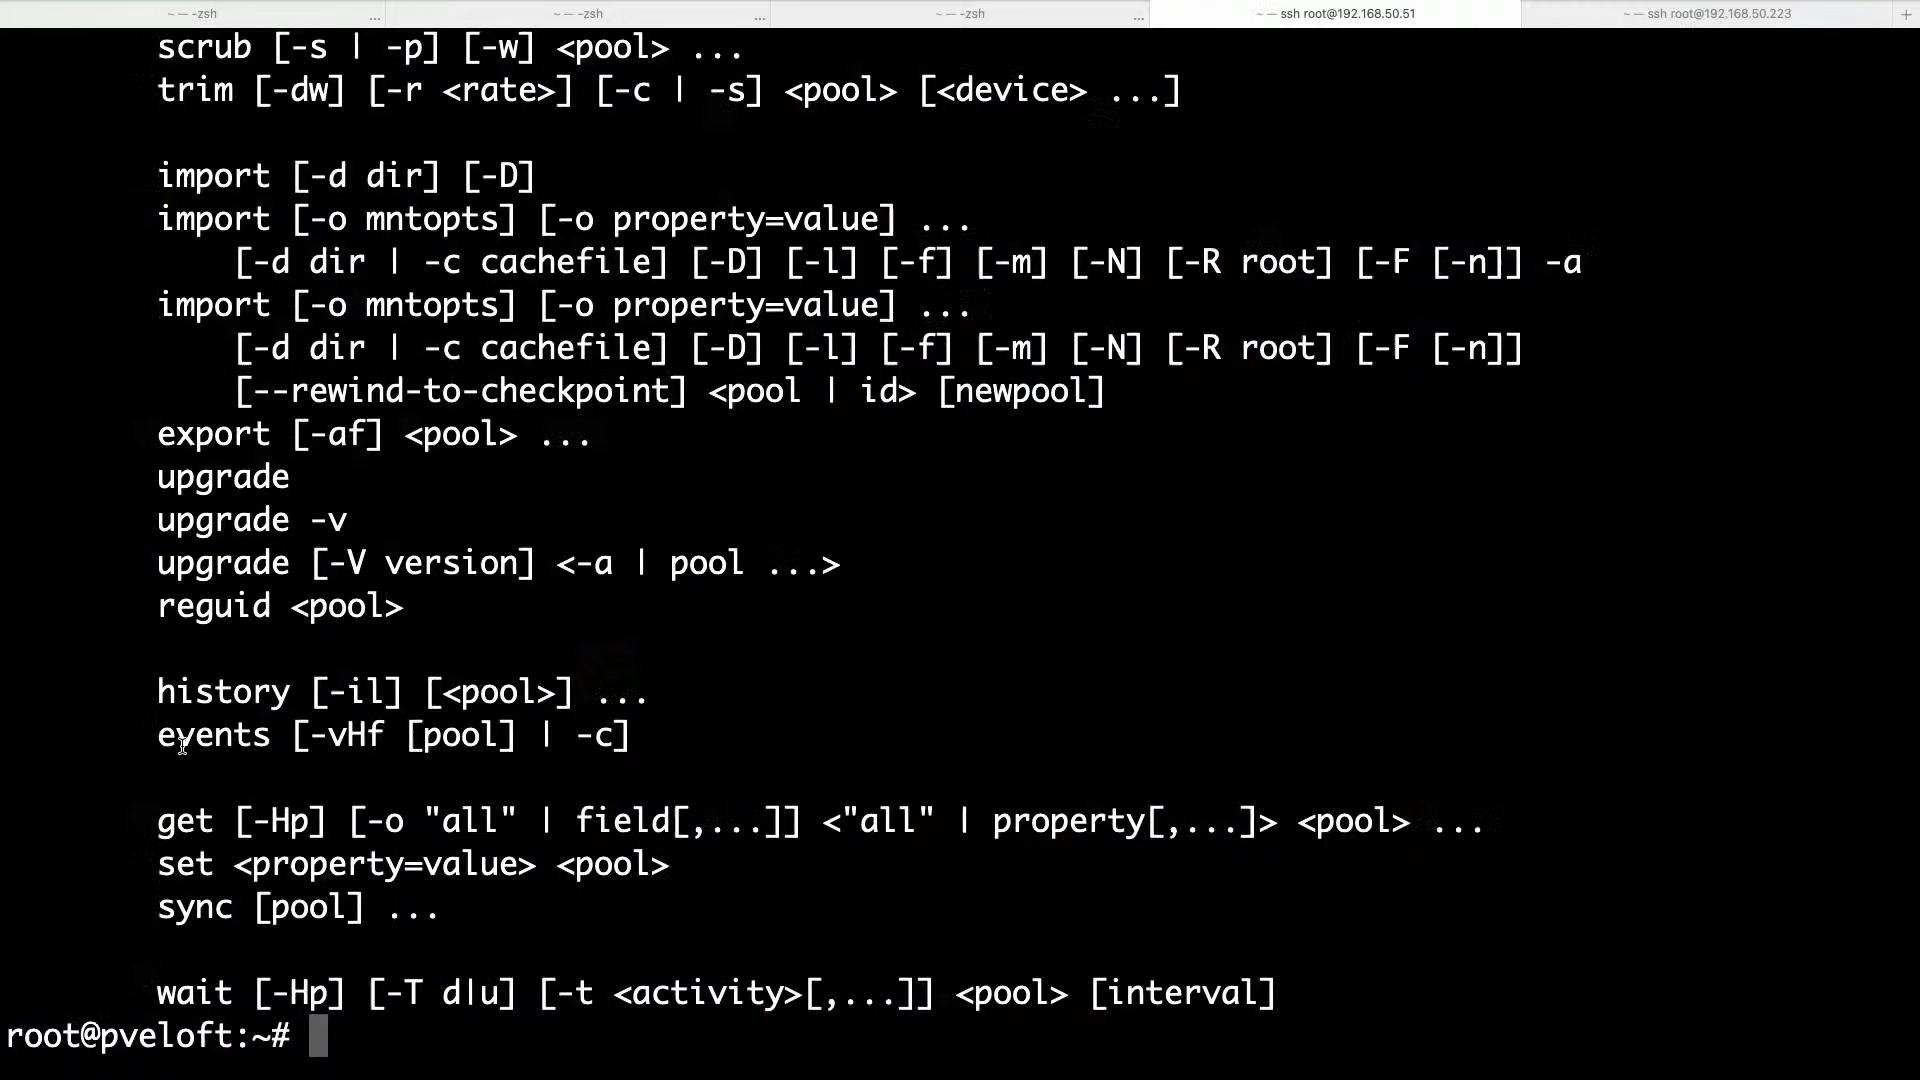 ~ — -zsh ... ~ — -zsh ... ~ — -zsh ... ~ — ssh root@192.168.50.51 ~ — ssh root@192.168.50.223 +
scrub [-s | -p] [-w] <pool> ...
trim [-dw] [-r <rate>] [-c | -s] <pool> [<device> ...]
import [-d dir] [-D]
import [-o mntopts] [-o property=value] ...
[-d dir | -c cachefile] [-D] [-l] [-f] [-m] [-N] [-R root] [-F [-n]] -a
import [-o mntopts] [-o property=value] ...
[-d dir | -c cachefile] [-D] [-l] [-f] [-m] [-N] [-R root] [-F [-n]]
[--rewind-to-checkpoint] <pool | id> [newpool]
export [-af] <pool> ...
upgrade
upgrade -v
upgrade [-V version] <-a | pool ...>
reguid <pool>
history [-il] [<pool>] ...
events [-vHf [pool] | -c]
get [-Hp] [-o "all" | field[,...]] <"all" | property[,...]> <pool> ...
set <property=value> <pool>
sync [pool] ...
wait [-Hp] [-T d|u] [-t <activity>[,...]] <pool> [interval]
root@pveloft:~#